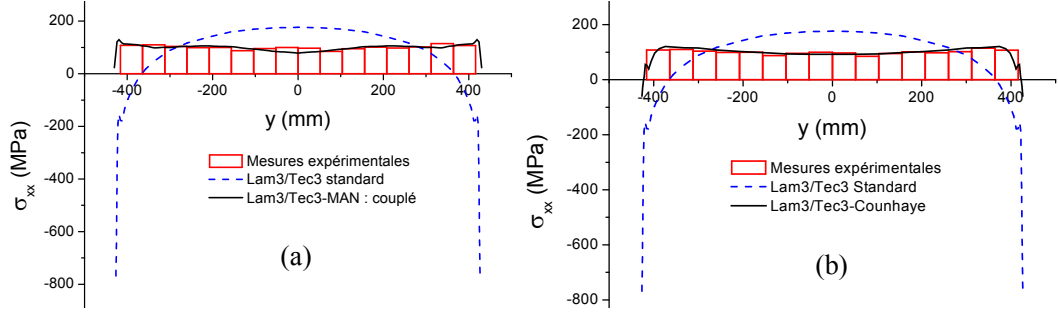 200
0
-200
-400
-600
-800
-400
-200
0
200
400
y (mm)
σxx (MPa)
Mesures expérimentales
Lam3/Tec3 standard
Lam3/Tec3-MAN : couplé
(a)
200
0
-200
-400
-600
-800
-400
-200
0
200
400
y (mm)
σxx (MPa)
Mesures expérimentales
Lam3/Tec3 Standard
Lam3/Tec3-Counhaye
(b)